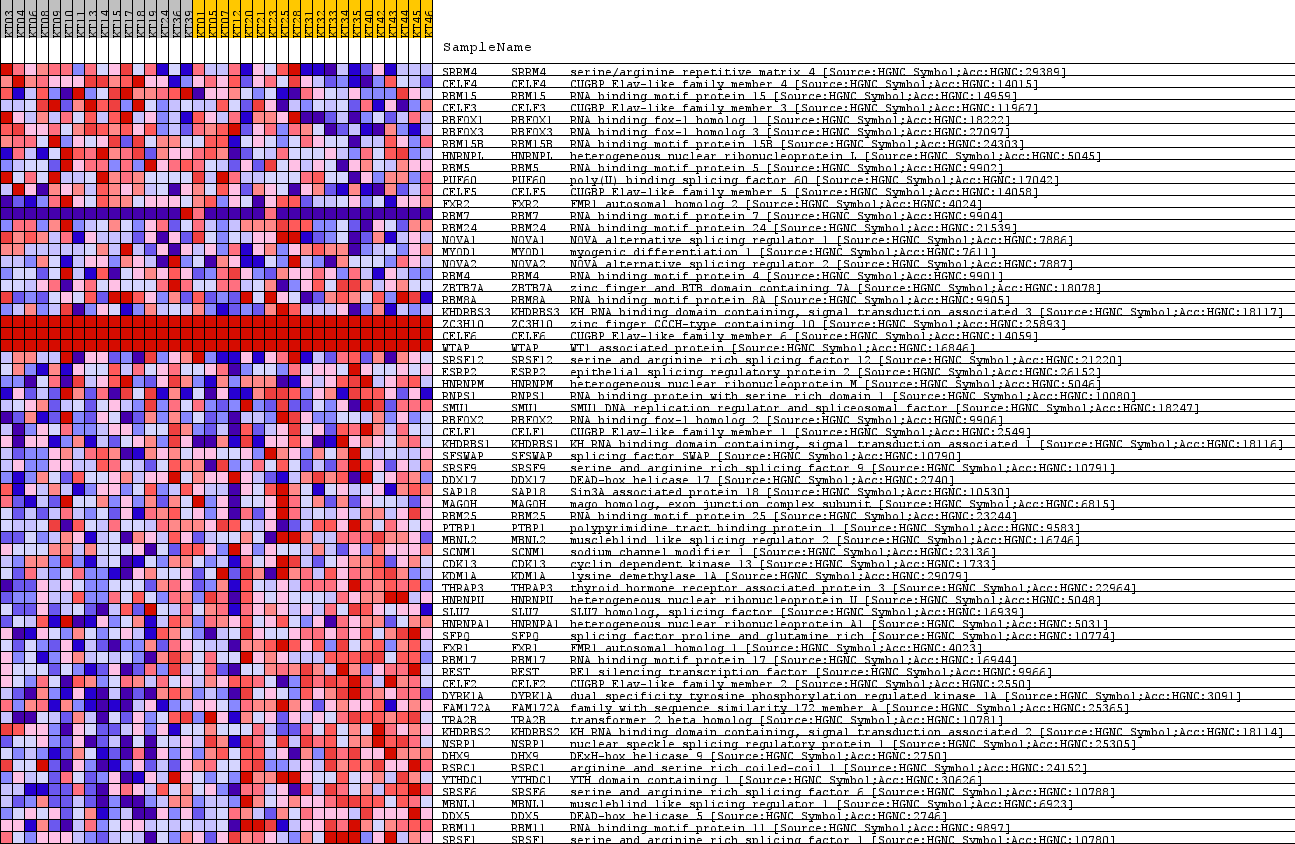 KT03 KT04 KT06 KT08 KT09 KT10 KT11 KT13 KT14 KT15 KT17 KT18 KT19 KT24 KT36 KT39 KT01 KT05 KT07 KT12 KT20 KT21 KT23 KT25 KT28 KT31 KT32 KT33 KT34 KT35 KT40 KT42 KT43 KT44 KT45 KT46
SampleName
SRRM4 SRRM4 serine/arginine repetitive matrix 4 [Source:HGNC Symbol;Acc:HGNC:29389]
CELF4 CELF4 CUGBP Elav-like family member 4 [Source:HGNC Symbol;Acc:HGNC:14015]
RBM15 RBM15 RNA binding motif protein 15 [Source:HGNC Symbol;Acc:HGNC:14959]
CELF3 CELF3 CUGBP Elav-like family member 3 [Source:HGNC Symbol;Acc:HGNC:11967]
RBFOX1 RBFOX1 RNA binding fox-1 homolog 1 [Source:HGNC Symbol;Acc:HGNC:18222]
RBFOX3 RBFOX3 RNA binding fox-1 homolog 3 [Source:HGNC Symbol;Acc:HGNC:27097]
RBM15B RBM15B RNA binding motif protein 15B [Source:HGNC Symbol;Acc:HGNC:24303]
HNRNPL HNRNPL heterogeneous nuclear ribonucleoprotein L [Source:HGNC Symbol;Acc:HGNC:5045]
RBM5 RBM5 RNA binding motif protein 5 [Source:HGNC Symbol;Acc:HGNC:9902]
PUF60 PUF60 poly(U) binding splicing factor 60 [Source:HGNC Symbol;Acc:HGNC:17042]
CELF5 CELF5 CUGBP Elav-like family member 5 [Source:HGNC Symbol;Acc:HGNC:14058]
FXR2 FXR2 FMR1 autosomal homolog 2 [Source:HGNC Symbol;Acc:HGNC:4024]
RBM7 RBM7 RNA binding motif protein 7 [Source:HGNC Symbol;Acc:HGNC:9904]
RBM24 RBM24 RNA binding motif protein 24 [Source:HGNC Symbol;Acc:HGNC:21539]
NOVA1 NOVA1 NOVA alternative splicing regulator 1 [Source:HGNC Symbol;Acc:HGNC:7886]
MYOD1 MYOD1 myogenic differentiation 1 [Source:HGNC Symbol;Acc:HGNC:7611]
NOVA2 NOVA2 NOVA alternative splicing regulator 2 [Source:HGNC Symbol;Acc:HGNC:7887]
RBM4 RBM4 RNA binding motif protein 4 [Source:HGNC Symbol;Acc:HGNC:9901]
ZBTB7A ZBTB7A zinc finger and BTB domain containing 7A [Source:HGNC Symbol;Acc:HGNC:18078]
RBM8A RBM8A RNA binding motif protein 8A [Source:HGNC Symbol;Acc:HGNC:9905]
KHDRBS3 KHDRBS3 KH RNA binding domain containing, signal transduction associated 3 [Source:HGNC Symbol;Acc:HGNC:18117]
ZC3H10 ZC3H10 zinc finger CCCH-type containing 10 [Source:HGNC Symbol;Acc:HGNC:25893]
CELF6 CELF6 CUGBP Elav-like family member 6 [Source:HGNC Symbol;Acc:HGNC:14059]
WTAP WTAP WT1 associated protein [Source:HGNC Symbol;Acc:HGNC:16846]
SRSF12 SRSF12 serine and arginine rich splicing factor 12 [Source:HGNC Symbol;Acc:HGNC:21220]
ESRP2 ESRP2 epithelial splicing regulatory protein 2 [Source:HGNC Symbol;Acc:HGNC:26152]
HNRNPM HNRNPM heterogeneous nuclear ribonucleoprotein M [Source:HGNC Symbol;Acc:HGNC:5046]
RNPS1 RNPS1 RNA binding protein with serine rich domain 1 [Source:HGNC Symbol;Acc:HGNC:10080]
SMU1 SMU1 SMU1 DNA replication regulator and spliceosomal factor [Source:HGNC Symbol;Acc:HGNC:18247]
RBFOX2 RBFOX2 RNA binding fox-1 homolog 2 [Source:HGNC Symbol;Acc:HGNC:9906]
CELF1 CELF1 CUGBP Elav-like family member 1 [Source:HGNC Symbol;Acc:HGNC:2549]
KHDRBS1 KHDRBS1 KH RNA binding domain containing, signal transduction associated 1 [Source:HGNC Symbol;Acc:HGNC:18116]
SFSWAP SFSWAP splicing factor SWAP [Source:HGNC Symbol;Acc:HGNC:10790]
SRSF9 SRSF9 serine and arginine rich splicing factor 9 [Source:HGNC Symbol;Acc:HGNC:10791]
DDX17 DDX17 DEAD-box helicase 17 [Source:HGNC Symbol;Acc:HGNC:2740]
SAP18 SAP18 Sin3A associated protein 18 [Source:HGNC Symbol;Acc:HGNC:10530]
MAGOH MAGOH mago homolog, exon junction complex subunit [Source:HGNC Symbol;Acc:HGNC:6815]
RBM25 RBM25 RNA binding motif protein 25 [Source:HGNC Symbol;Acc:HGNC:23244]
PTBP1 PTBP1 polypyrimidine tract binding protein 1 [Source:HGNC Symbol;Acc:HGNC:9583]
MBNL2 MBNL2 muscleblind like splicing regulator 2 [Source:HGNC Symbol;Acc:HGNC:16746]
SCNM1 SCNM1 sodium channel modifier 1 [Source:HGNC Symbol;Acc:HGNC:23136]
CDK13 CDK13 cyclin dependent kinase 13 [Source:HGNC Symbol;Acc:HGNC:1733]
KDM1A KDM1A lysine demethylase 1A [Source:HGNC Symbol;Acc:HGNC:29079]
THRAP3 THRAP3 thyroid hormone receptor associated protein 3 [Source:HGNC Symbol;Acc:HGNC:22964]
HNRNPU HNRNPU heterogeneous nuclear ribonucleoprotein U [Source:HGNC Symbol;Acc:HGNC:5048]
SLU7 SLU7 SLU7 homolog, splicing factor [Source:HGNC Symbol;Acc:HGNC:16939]
HNRNPA1 HNRNPA1 heterogeneous nuclear ribonucleoprotein A1 [Source:HGNC Symbol;Acc:HGNC:5031]
SFPQ SFPQ splicing factor proline and glutamine rich [Source:HGNC Symbol;Acc:HGNC:10774]
FXR1 FXR1 FMR1 autosomal homolog 1 [Source:HGNC Symbol;Acc:HGNC:4023]
RBM17 RBM17 RNA binding motif protein 17 [Source:HGNC Symbol;Acc:HGNC:16944]
REST REST RE1 silencing transcription factor [Source:HGNC Symbol;Acc:HGNC:9966]
CELF2 CELF2 CUGBP Elav-like family member 2 [Source:HGNC Symbol;Acc:HGNC:2550]
DYRK1A DYRK1A dual specificity tyrosine phosphorylation regulated kinase 1A [Source:HGNC Symbol;Acc:HGNC:3091]
FAM172A FAM172A family with sequence similarity 172 member A [Source:HGNC Symbol;Acc:HGNC:25365]
TRA2B TRA2B transformer 2 beta homolog [Source:HGNC Symbol;Acc:HGNC:10781]
KHDRBS2 KHDRBS2 KH RNA binding domain containing, signal transduction associated 2 [Source:HGNC Symbol;Acc:HGNC:18114]
NSRP1 NSRP1 nuclear speckle splicing regulatory protein 1 [Source:HGNC Symbol;Acc:HGNC:25305]
DHX9 DHX9 DExH-box helicase 9 [Source:HGNC Symbol;Acc:HGNC:2750]
RSRC1 RSRC1 arginine and serine rich coiled-coil 1 [Source:HGNC Symbol;Acc:HGNC:24152]
YTHDC1 YTHDC1 YTH domain containing 1 [Source:HGNC Symbol;Acc:HGNC:30626]
SRSF6 SRSF6 serine and arginine rich splicing factor 6 [Source:HGNC Symbol;Acc:HGNC:10788]
MBNL1 MBNL1 muscleblind like splicing regulator 1 [Source:HGNC Symbol;Acc:HGNC:6923]
DDX5 DDX5 DEAD-box helicase 5 [Source:HGNC Symbol;Acc:HGNC:2746]
RBM11 RBM11 RNA binding motif protein 11 [Source:HGNC Symbol;Acc:HGNC:9897]
SRSF1 SRSF1 serine and arginine rich splicing factor 1 [Source:HGNC Symbol;Acc:HGNC:10780]